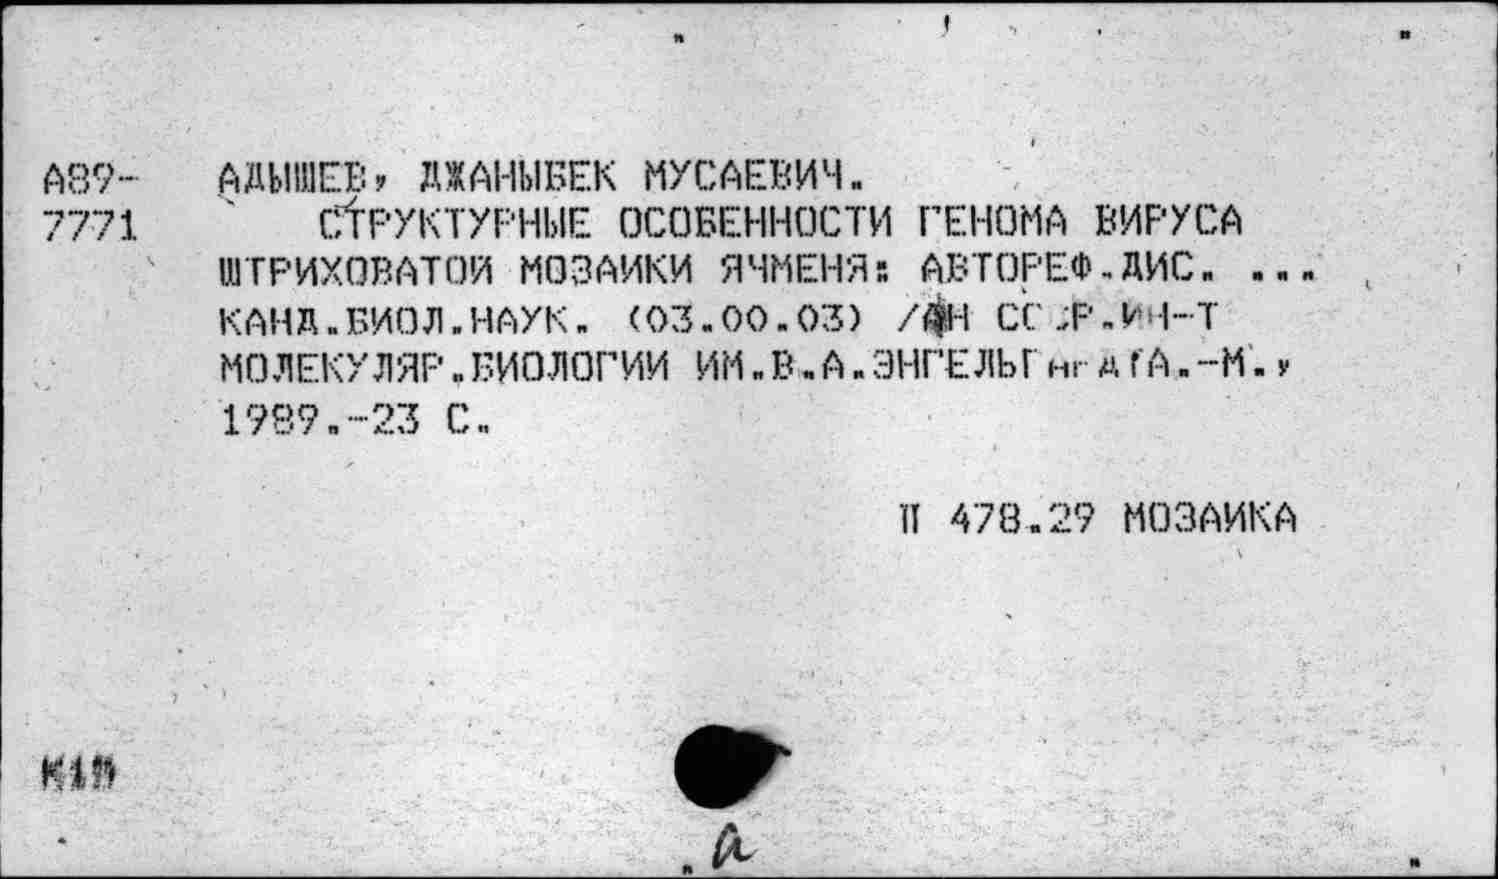 А89- АДЫШЕВ, ДЖАНЫБЕК МУСАЕВИЧ.
7771 СТРУКТУРНЫЕ ОСОБЕННОСТИ ГЕНОМА ВИРУСА
ШТРИХОВАТОЙ МОЗАИКИ ЯЧМЕНЯ: АВТОРЕФ.ДИС. ...
КАНД.БИОЛ.НАУК. (03.00.03) /АН СССР.ИН-Т
МОЛЕКУЛЯР.БИОЛОГИИ ИМ.В.А.ЭНГЕЛЬГАРДТА.-М.,
1989.-23 С.
П 478.29 МОЗАИКА
a